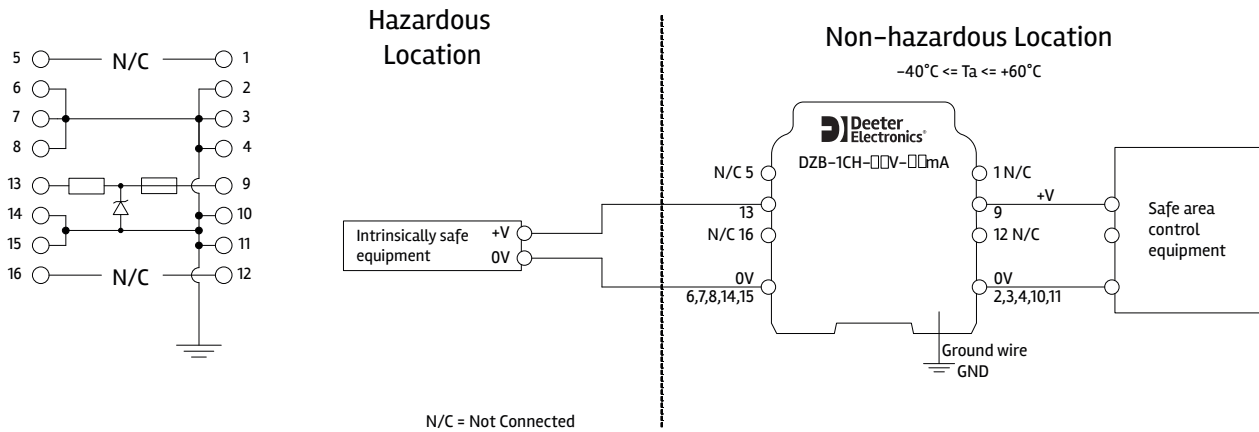 Hazardous
Location
Non-hazardous Location
-40°C <= Ta <= +60°C
5 N/C 1
6 2
7 3
8 4
13 9
14 10
15 11
16 N/C 12
Intrinsically safe
equipment
+V
0V
Deeter
Electronics®
DZB-1CH-□□V-□□mA
N/C 5
1 N/C
13
+V
9
N/C 16
12 N/C
0V
6,7,8,14,15
0V
2,3,4,10,11
Safe area
control
equipment
Ground wire
GND
N/C = Not Connected